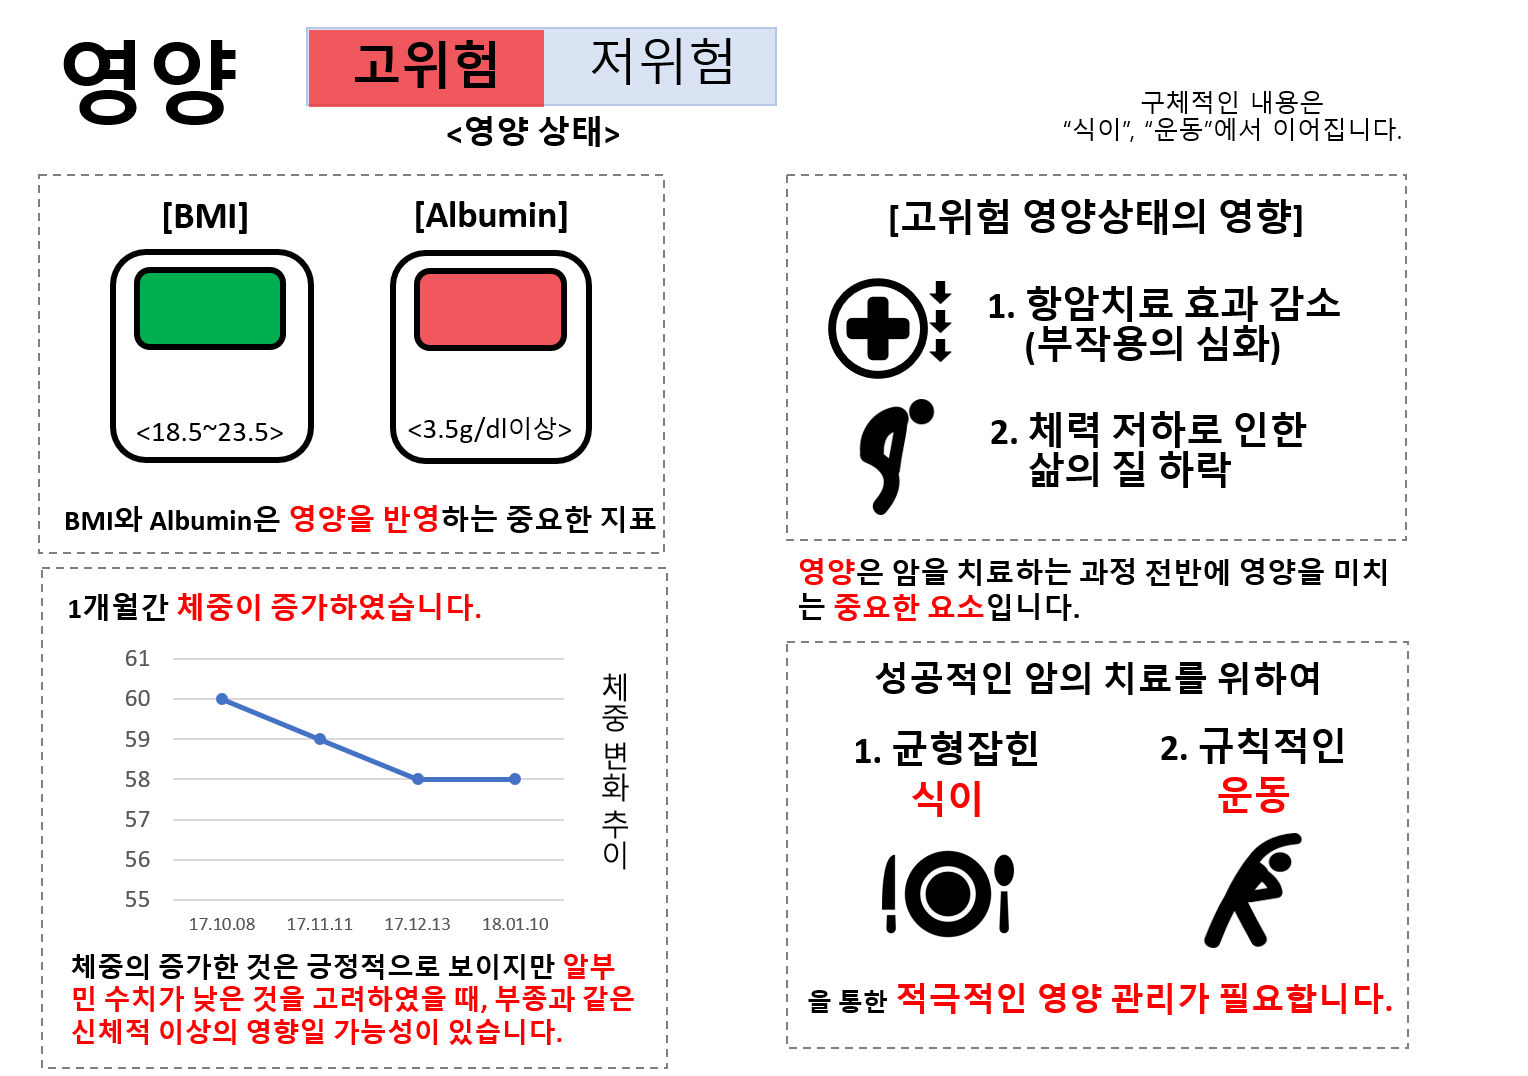 영양
고위험
저위험
<영양 상태>
구체적인 내용은
“식이”, “운동”에서 이어집니다.
[BMI]
[Albumin]
<18.5~23.5>
<3.5g/dl이상>
BMI와 Albumin은 영양을 반영하는 중요한 지표
1개월간 체중이 증가하였습니다.
61
60
59
58
57
56
55
17.10.08
17.11.11
17.12.13
18.01.10
체중 변화 추이
체중의 증가한 것은 긍정적으로 보이지만 알부
민 수치가 낮은 것을 고려하였을 때, 부종과 같은
신체적 이상의 영향일 가능성이 있습니다.
[고위험 영양상태의 영향]
1. 항암치료 효과 감소
(부작용의 심화)
2. 체력 저하로 인한
삶의 질 하락
영양은 암을 치료하는 과정 전반에 영양을 미치
는 중요한 요소입니다.
성공적인 암의 치료를 위하여
1. 균형잡힌
식이
2. 규칙적인
운동
을 통한 적극적인 영양 관리가 필요합니다.